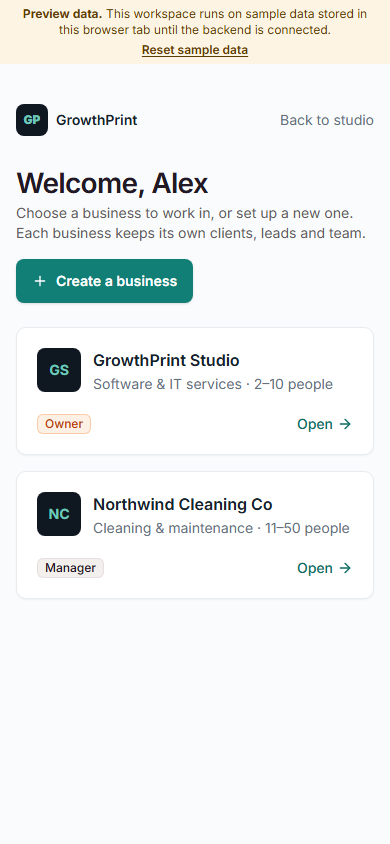 Preview data. This workspace runs on sample data stored in
this browser tab until the backend is connected.
Reset sample data
GP GrowthPrint Back to studio
Welcome, Alex
Choose a business to work in, or set up a new one.
Each business keeps its own clients, leads and team.
+ Create a business
GS GrowthPrint Studio
Software & IT services · 2–10 people
Owner Open →
NC Northwind Cleaning Co
Cleaning & maintenance · 11–50 people
Manager Open →